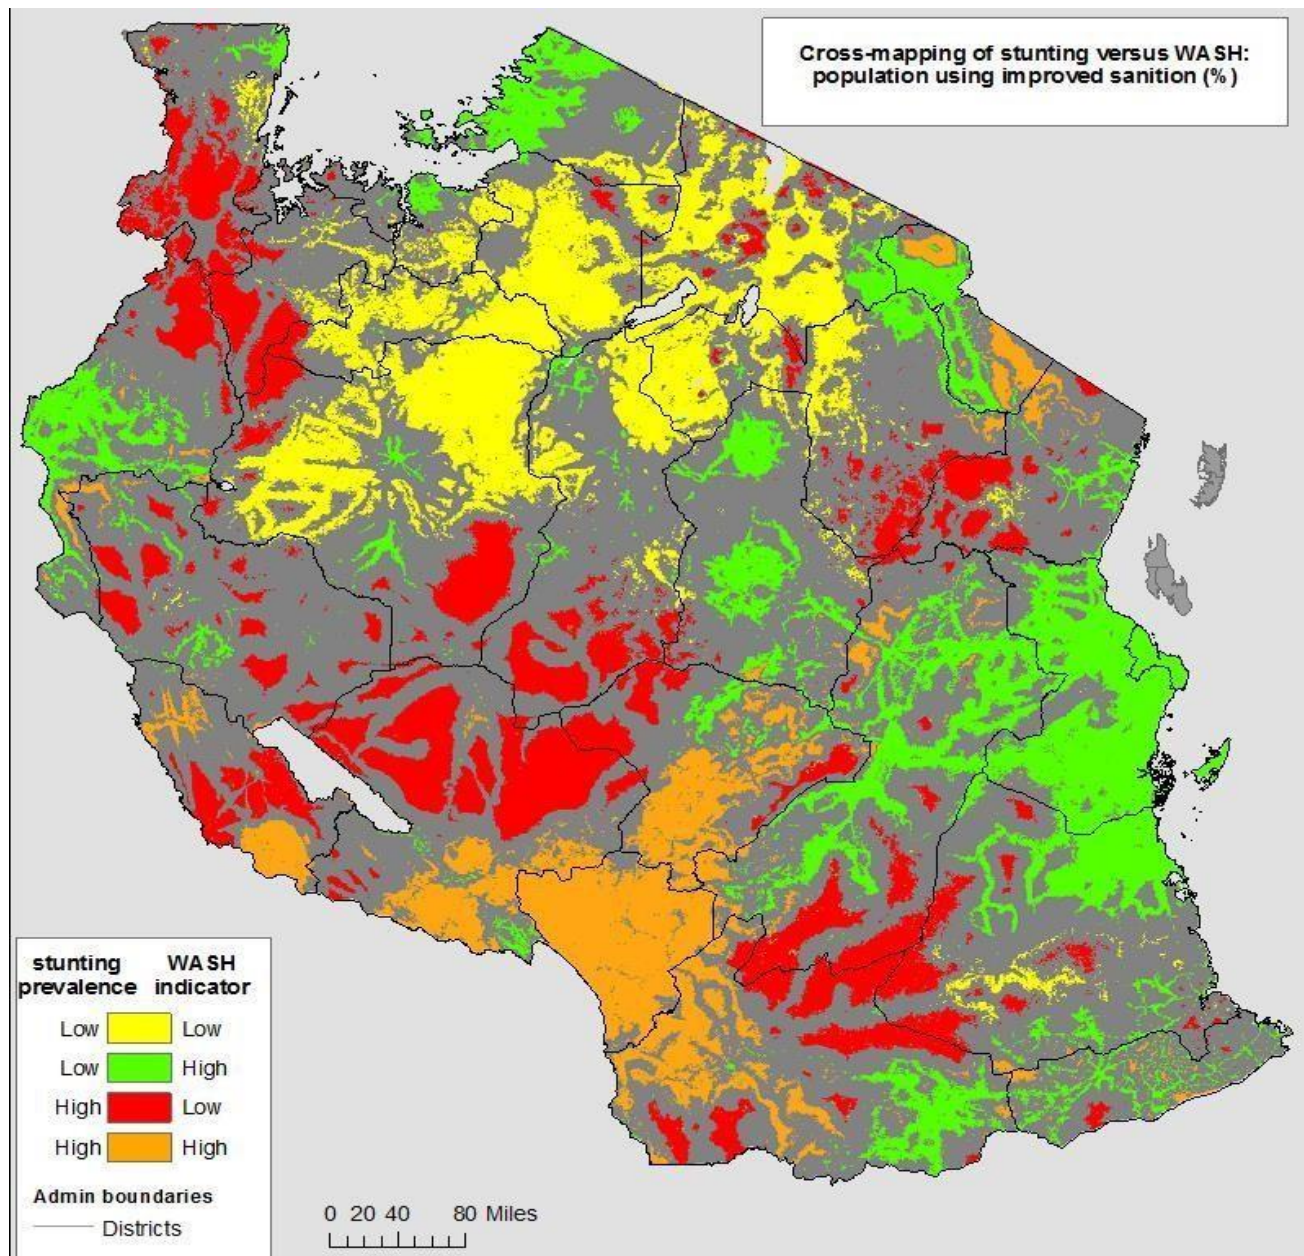 Cross-mapping of stunting versus WASH:
population using improved sanition (%)
stunting WASH
prevalence indicator
Low Low
Low High
High Low
High High
Admin boundaries
Districts
0 20 40 80 Miles